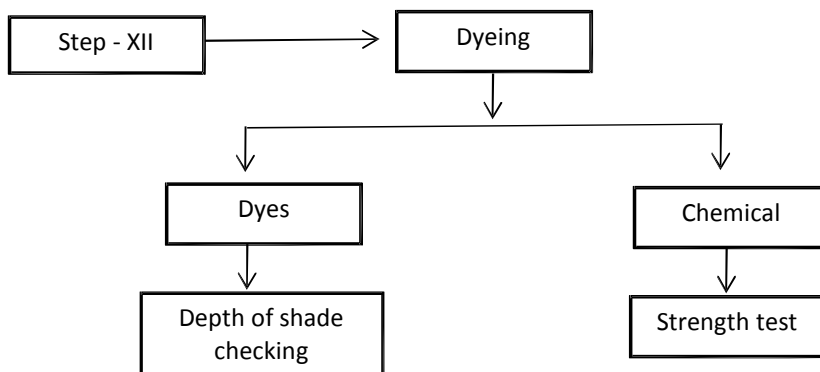 Step - XII
Dyeing
Dyes
Chemical
Depth of shade
checking
Strength test